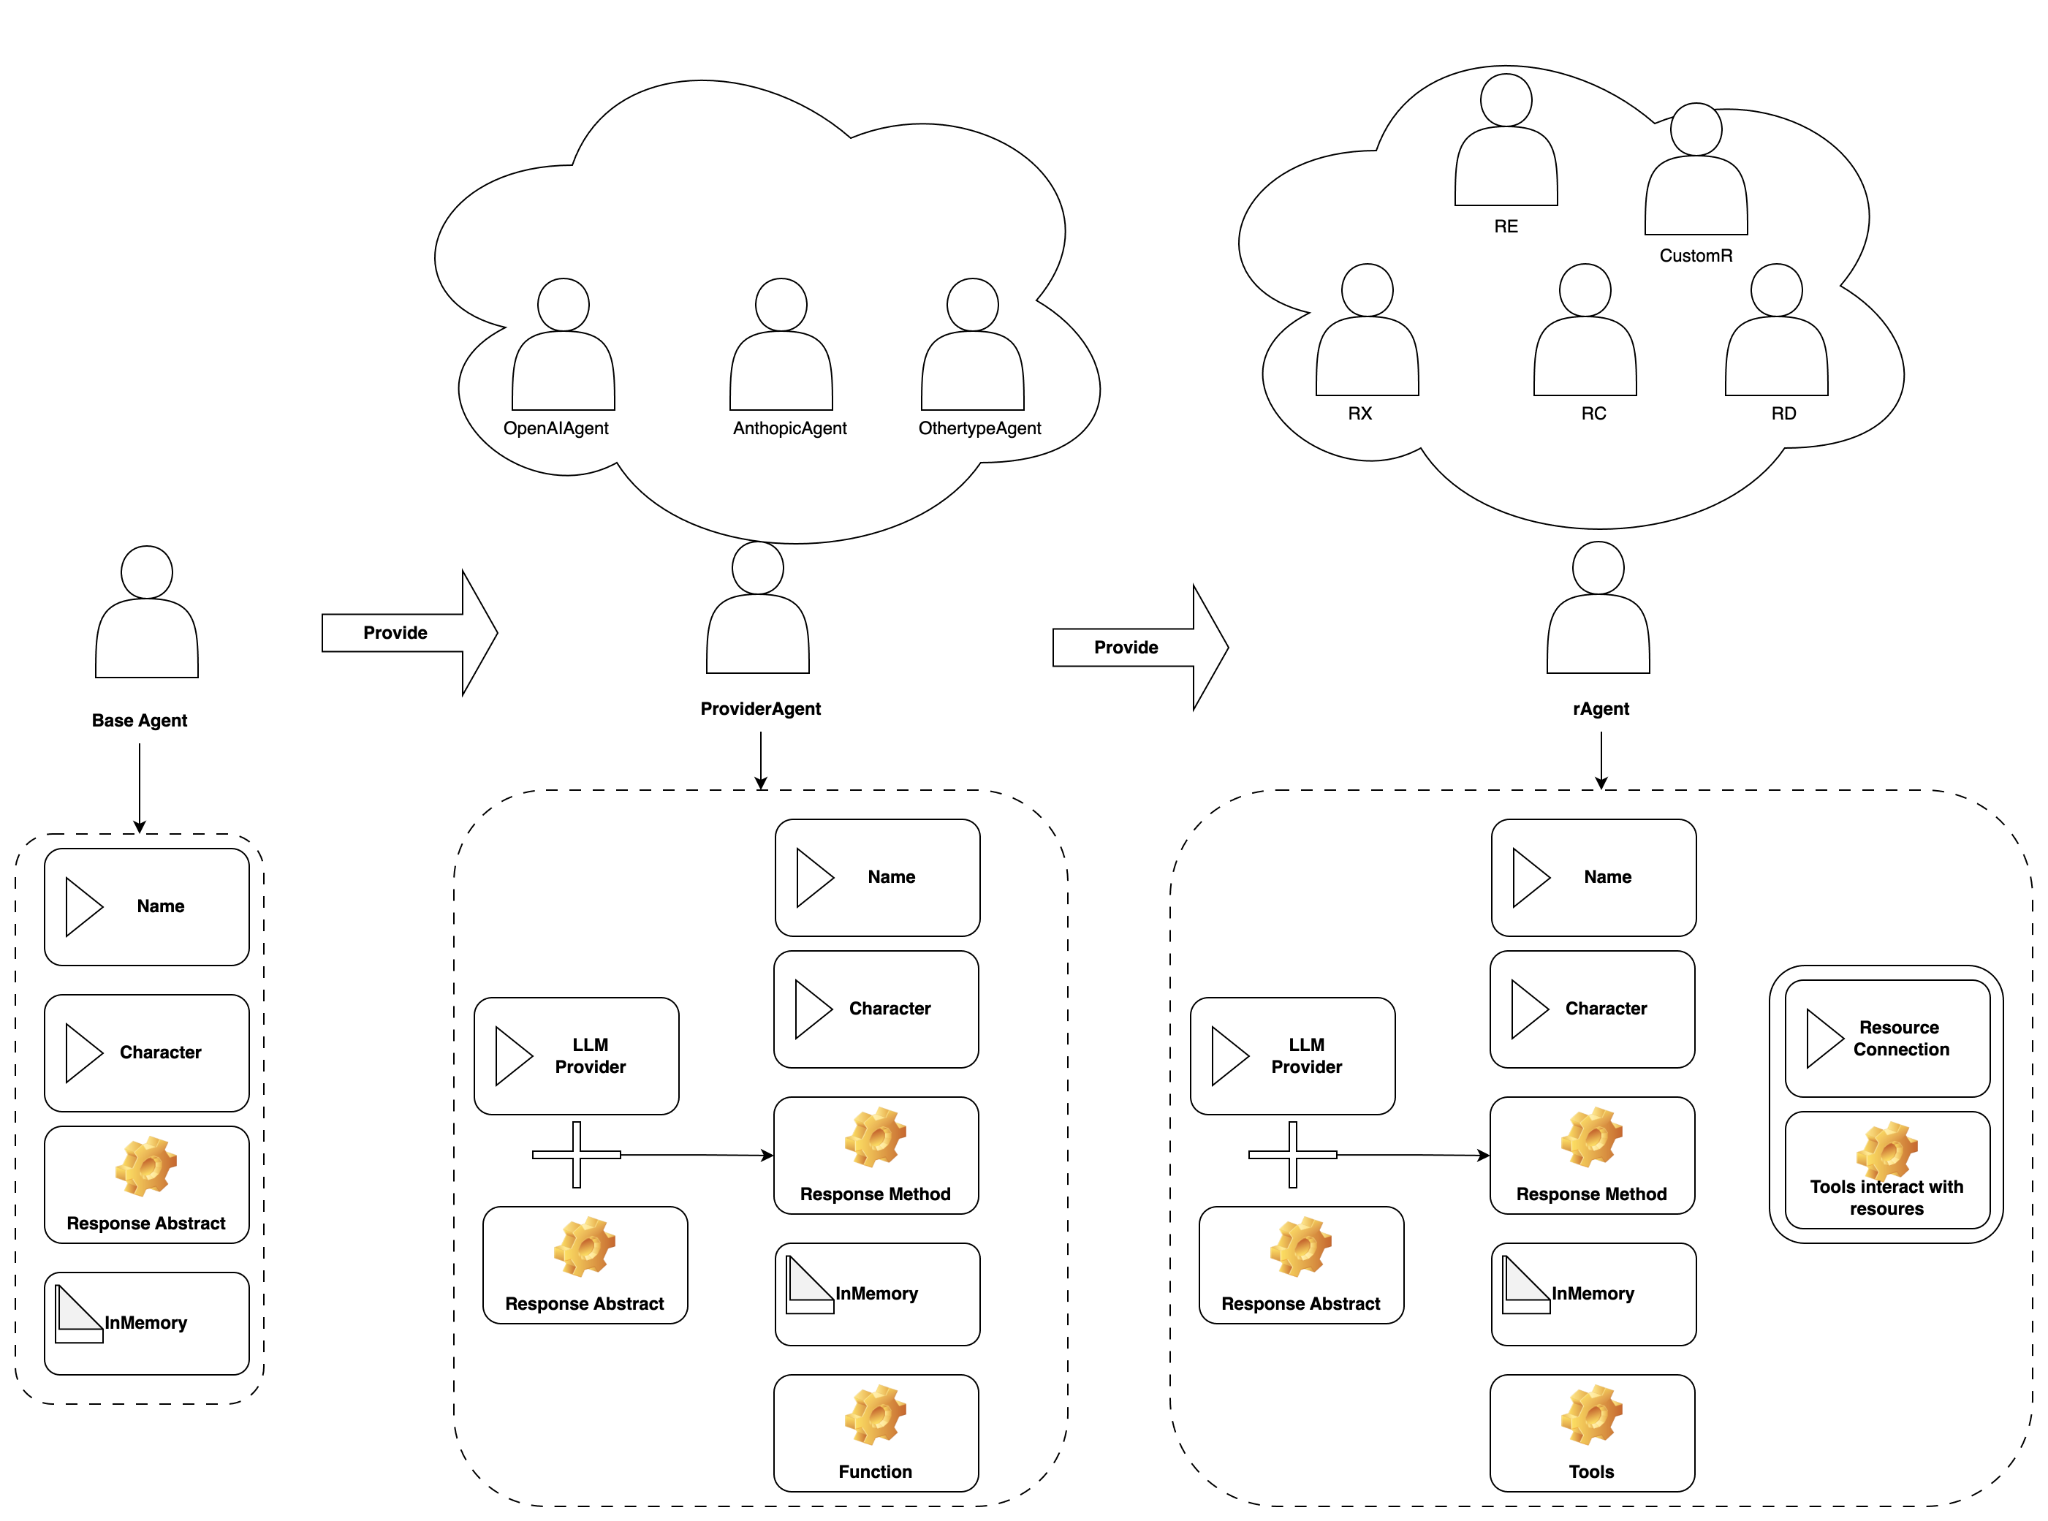 RE
CustomR
RX
RC
RD
OpenAIAgent
AnthopicAgent
OthertypeAgent
Provide
Provide
Base Agent
ProviderAgent
rAgent
Name
Character
Response Abstract
InMemory
Name
Character
LLM
Provider
Response Method
Response Abstract
InMemory
Function
Name
Character
LLM
Provider
Response Method
Response Abstract
InMemory
Tools
Resource
Connection
Tools interact with
resoures